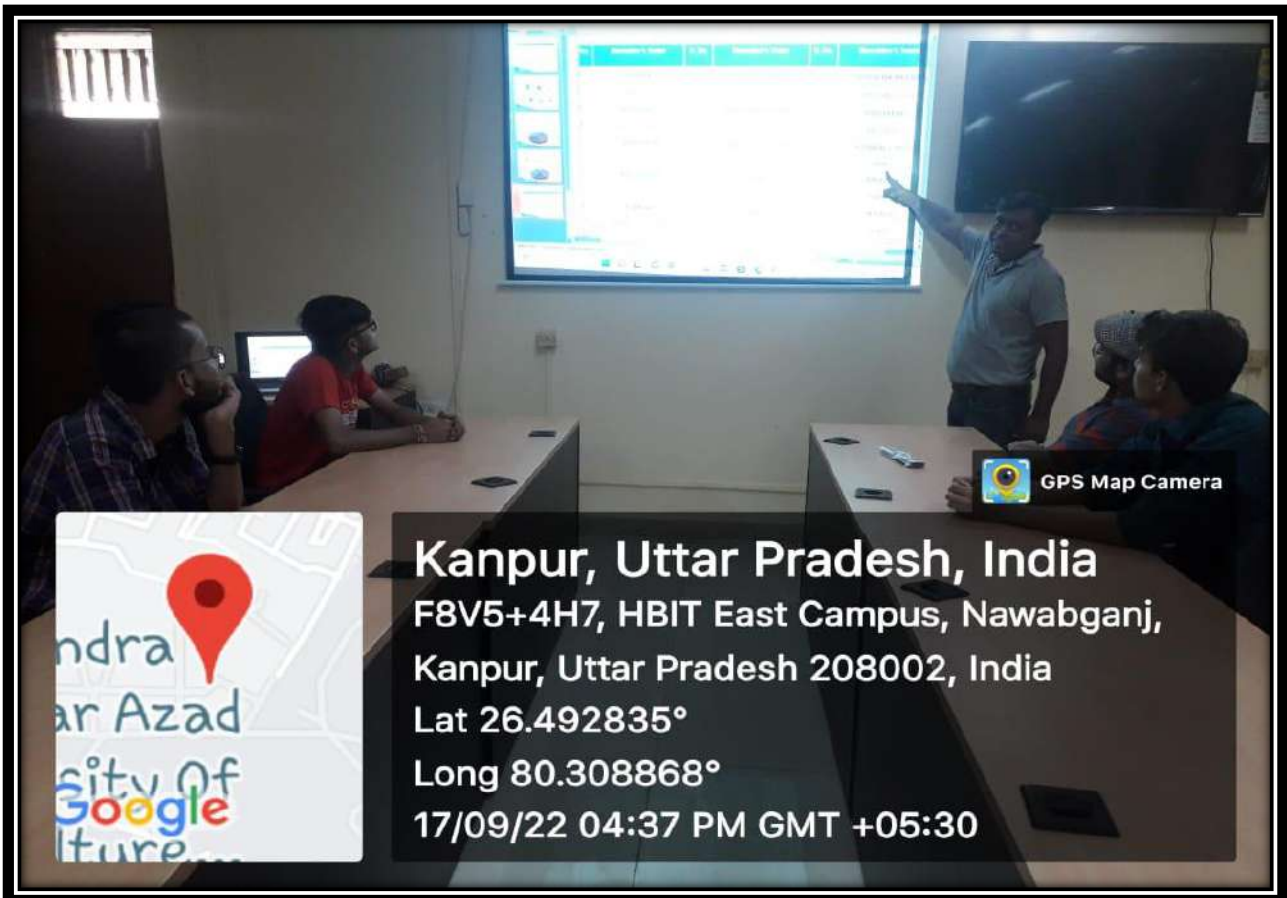 GPS Map Camera
Kanpur, Uttar Pradesh, India
F8V5+4H7, HBIT East Campus, Nawabganj,
Kanpur, Uttar Pradesh 208002, India
Lat 26.492835°
Long 80.308868°
17/09/22 04:37 PM GMT +05:30
ndra
ar Azad
sity Of
Google
lture...